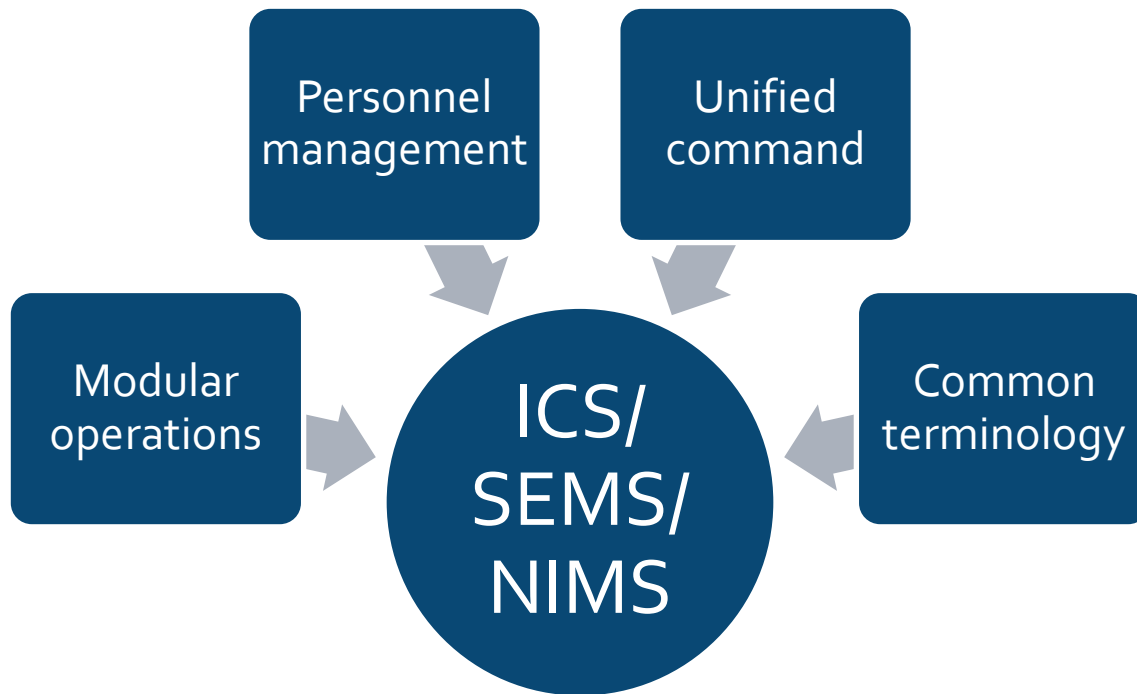 Personnel
management
Unified
command
Modular
operations
ICS/
SEMS/
NIMS
Common
terminology